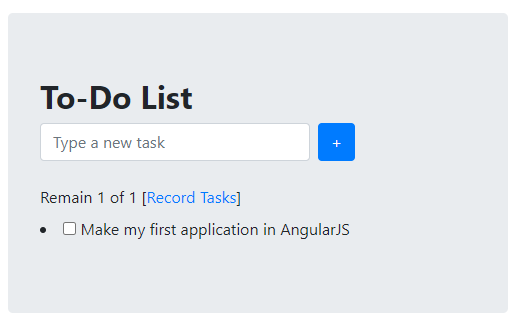 To-Do List
Type a new task +
Remain 1 of 1 [Record Tasks]
Make my first application in AngularJS